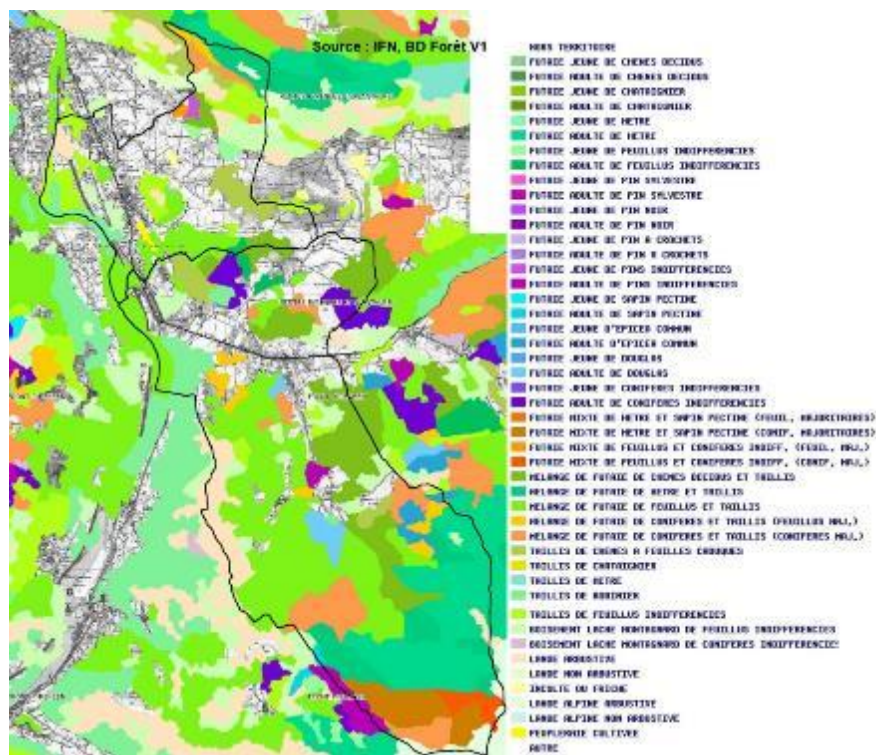 Source : IFN, BD Forêt V1
HORS TERRITOIRE
FUTAIE JEUNE DE CHENES DECIDUS
FUTAIE ADULTE DE CHENES DECIDUS
FUTAIE JEUNE DE CHATAIGNIER
FUTAIE ADULTE DE CHATAIGNIER
FUTAIE JEUNE DE HETRE
FUTAIE ADULTE DE HETRE
FUTAIE JEUNE DE FEUILLUS INDIFFERENCIES
FUTAIE ADULTE DE FEUILLUS INDIFFERENCIES
FUTAIE JEUNE DE PIN SYLVESTRE
FUTAIE ADULTE DE PIN SYLVESTRE
FUTAIE JEUNE DE PIN NOIR
FUTAIE ADULTE DE PIN NOIR
FUTAIE JEUNE DE PIN A CROCHETS
FUTAIE ADULTE DE PIN A CROCHETS
FUTAIE JEUNE DE PINS INDIFFERENCIES
FUTAIE ADULTE DE PINS INDIFFERENCIES
FUTAIE JEUNE DE SAPIN PECTINE
FUTAIE ADULTE DE SAPIN PECTINE
FUTAIE JEUNE D'EPICEA COMMUN
FUTAIE ADULTE D'EPICEA COMMUN
FUTAIE JEUNE DE DOUGLAS
FUTAIE ADULTE DE DOUGLAS
FUTAIE JEUNE DE CONIFERES INDIFFERENCIES
FUTAIE ADULTE DE CONIFERES INDIFFERENCIES
FUTAIE MIXTE DE HETRE ET SAPIN PECTINE (FEUIL. MAJORITAIRES)
FUTAIE MIXTE DE HETRE ET SAPIN PECTINE (CONIF. MAJORITAIRES)
FUTAIE MIXTE DE FEUILLUS ET CONIFERES INDIFF. (FEUIL. MAJ.)
FUTAIE MIXTE DE FEUILLUS ET CONIFERES INDIFF. (CONIF. MAJ.)
MELANGE DE FUTAIE DE CHENES DECIDUS ET TAILLIS
MELANGE DE FUTAIE DE HETRE ET TAILLIS
MELANGE DE FUTAIE DE FEUILLUS ET TAILLIS
MELANGE DE FUTAIE DE CONIFERES ET TAILLIS (FEUILLUS MAJ.)
MELANGE DE FUTAIE DE CONIFERES ET TAILLIS (CONIFERES MAJ.)
TAILLIS DE CHENES A FEUILLES CADUQUES
TAILLIS DE CHATAIGNIER
TAILLIS DE HETRE
TAILLIS DE ROBINIER
TAILLIS DE FEUILLUS INDIFFERENCIES
BOISEMENT LACHE MONTAGNARD DE FEUILLUS INDIFFERENCIES
BOISEMENT LACHE MONTAGNARD DE CONIFERES INDIFFERENCIES
LANDE ARBUSTIVE
LANDE NON ARBUSTIVE
INCULTE OU FRICHE
LANDE ALPINE ARBUSTIVE
LANDE ALPINE NON ARBUSTIVE
PEUPLERAIE CULTIVEE
AUTRE